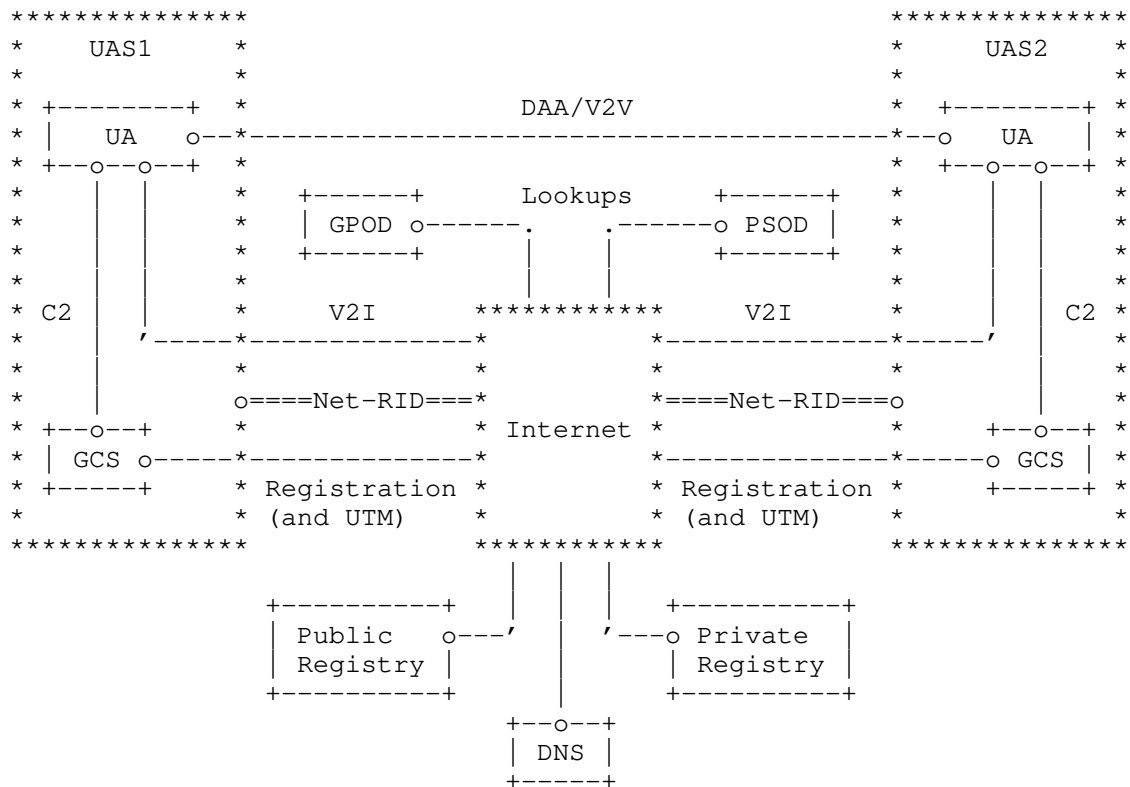 UAS1 UAS2
DAA/V2V
UA UA
Lookups
GPOD PSOD
C2 V2I V2I C2
Net-RID Net-RID
Internet
GCS GCS
Registration Registration
(and UTM) (and UTM)
Public Private
Registry Registry
DNS